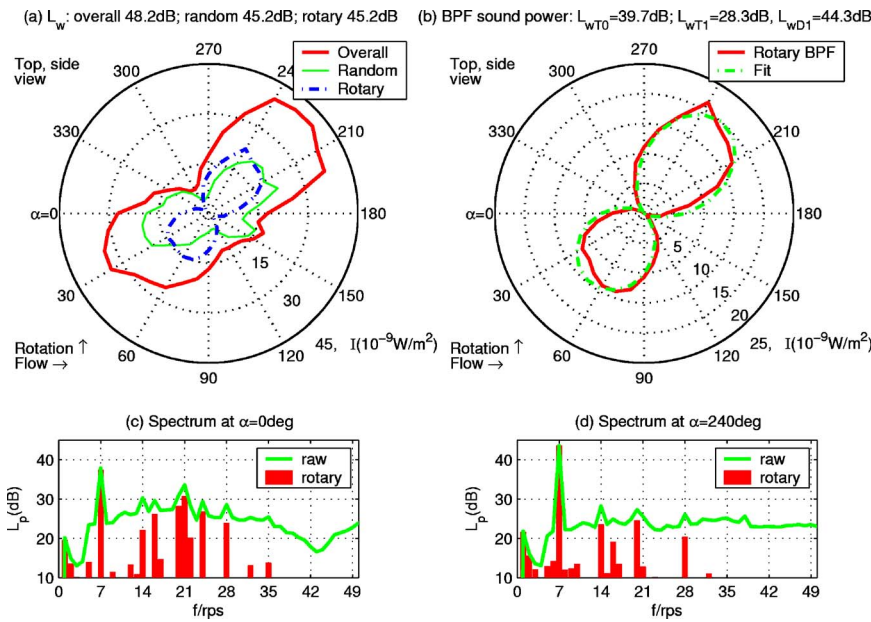 (a) L_w: overall 48.2dB; random 45.2dB; rotary 45.2dB
(b) BPF sound power: L_wT0=39.7dB; L_wT1=28.3dB, L_wD1=44.3dB
Top, side
view
270
300
240
330
210
α=0
180
30
150
60
120
90
15
30
45, I(10⁻⁹W/m²)
Overall
Random
Rotary
Rotation ↑
Flow →
Top, side
view
270
300
240
330
210
α=0
180
30
150
60
120
90
5
10
15
20
25, I(10⁻⁹W/m²)
Rotary BPF
Fit
Rotation ↑
Flow →
(c) Spectrum at α=0deg
40
30
20
10
L_p(dB)
raw
rotary
0 7 14 21 28 35 42 49
f/rps
(d) Spectrum at α=240deg
40
30
20
10
L_p(dB)
raw
rotary
0 7 14 21 28 35 42 49
f/rps